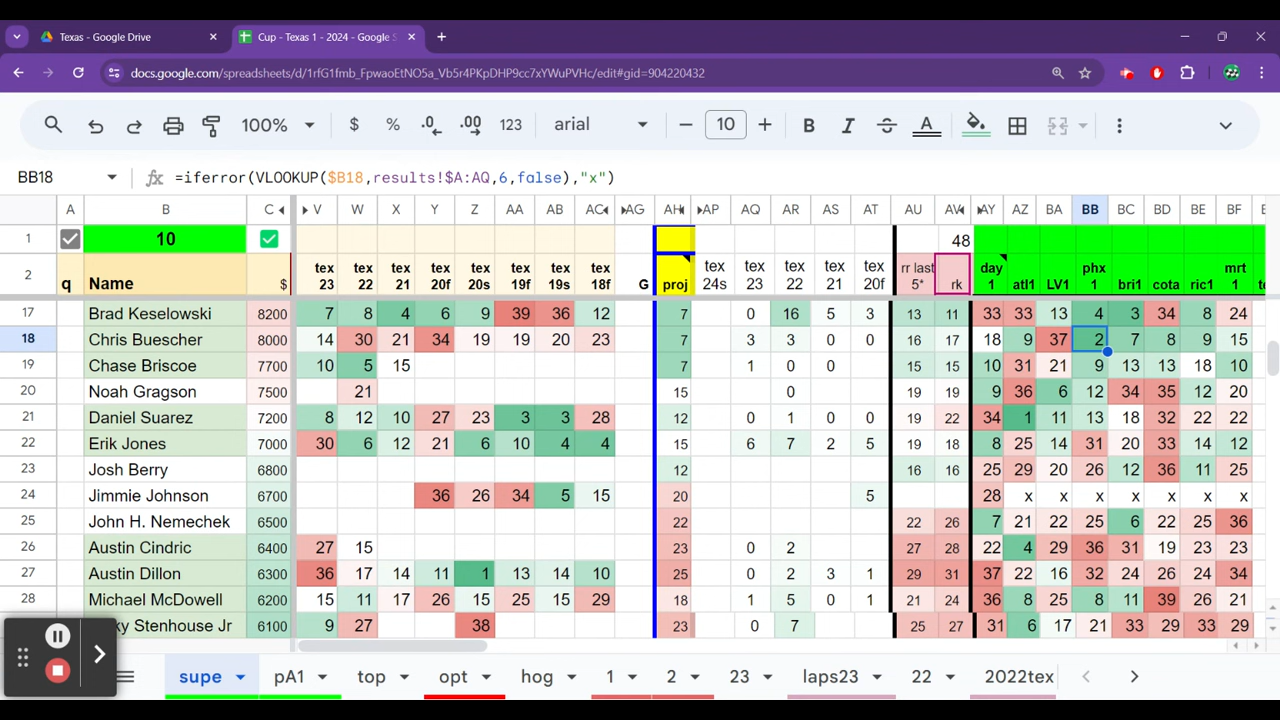 Texas - Google Drive × Cup - Texas 1 - 2024 - Google S × +
docs.google.com/spreadsheets/d/1rfG1fmb_FpwaoEtNO5a_Vb5r4PKpDHP9cc7xYWuPVHc/edit#gid=904220432
100% $ % .0 .00 123 arial − 10 + B I S A
BB18 fx =iferror(VLOOKUP($B18,results!$A:AQ,6,false),"x")
A B C V W X Y Z AA AB AC AG AH AP AQ AR AS AT AU AV AY AZ BA BB BC BD BE BF
1 10 48
2 q Name $ tex 23 tex 22 tex 21 tex 20f tex 20s tex 19f tex 19s tex 18f G proj tex 24s tex 23 tex 22 tex 21 tex 20f rr last 5* rk day 1 atl1 LV1 phx 1 bri1 cota ric1 mrt 1
17 Brad Keselowski 8200 7 8 4 6 9 39 36 12 7 0 16 5 3 13 11 33 33 13 4 3 34 8 24
18 Chris Buescher 8000 14 30 21 34 19 19 20 23 7 3 3 0 0 16 17 18 9 37 2 7 8 9 15
19 Chase Briscoe 7700 10 5 15 7 1 0 0 15 15 10 31 21 9 13 13 18 10
20 Noah Gragson 21 15 0 19 19 9 36 6 12 34 35 12 20
21 Daniel Suarez 7200 8 12 10 27 23 3 3 28 12 0 1 0 0 19 22 34 1 11 13 18 32 22 22
22 Erik Jones 7000 30 6 12 21 6 10 4 4 15 6 7 2 5 19 18 8 25 14 31 20 33 14 12
23 Josh Berry 6800 12 16 16 25 29 20 26 12 36 11 25
24 Jimmie Johnson 6700 36 26 34 5 15 20 5 28 x x x x x x x
25 John H. Nemechek 6500 22 22 26 7 21 22 25 6 22 25 36
26 Austin Cindric 6400 27 15 23 0 2 27 28 22 4 29 36 31 19 23 23
27 Austin Dillon 6300 36 17 14 11 1 13 14 10 25 0 2 3 1 29 31 37 22 16 32 24 26 24 34
28 Michael McDowell 6200 15 11 17 26 15 25 15 29 18 1 5 0 1 21 24 36 8 25 8 11 39 26 21
ky Stenhouse Jr 6100 9 27 38 23 0 7 25 27 31 6 17 21 33 29 33 29
supe pA1 top opt hog 1 2 23 laps23 22 2022tex